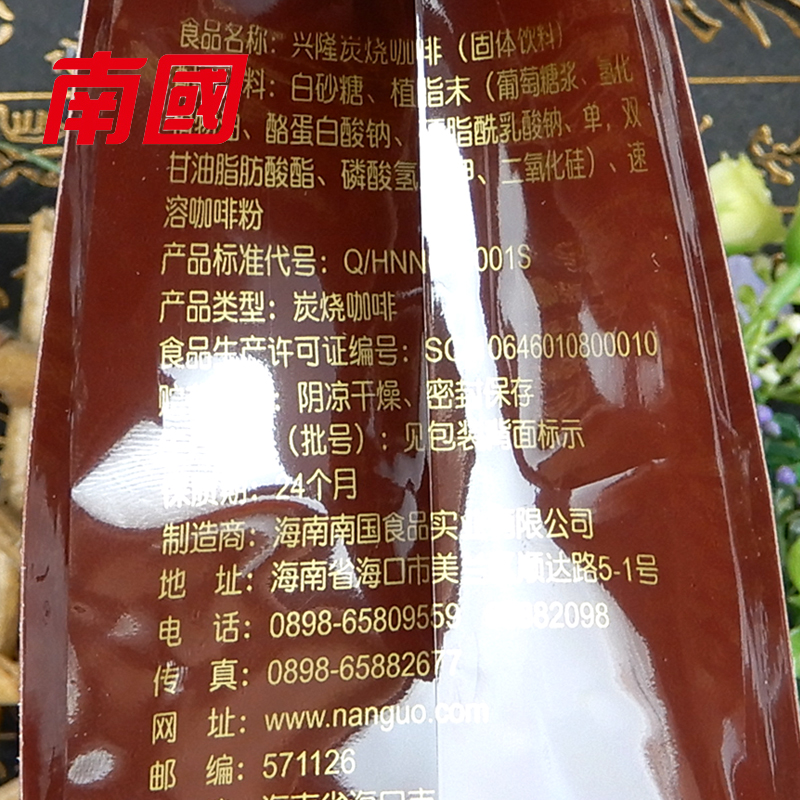 南國
食品名称：兴隆炭烧咖啡（固体饮料）
料：白砂糖、植脂末（葡萄糖浆、氢化
油、酪蛋白酸钠、脂酰乳酸钠、单，双
甘油脂肪酸酯、磷酸氢、二氧化硅）、速
溶咖啡粉
产品标准代号：Q/HNN 001S
产品类型：炭烧咖啡
食品生产许可证编号：SC 0646010800010
阴凉干燥、密封保存
（批号）：见包装背面标示
保质期：24个月
制造商：海南南国食品实 有限公司
地 址：海南省海口市美 顺达路5-1号
电 话：0898-65809559 82098
传 真：0898-65882677
网 址：www.nanguo.com
邮 编：571126
海南省海口市